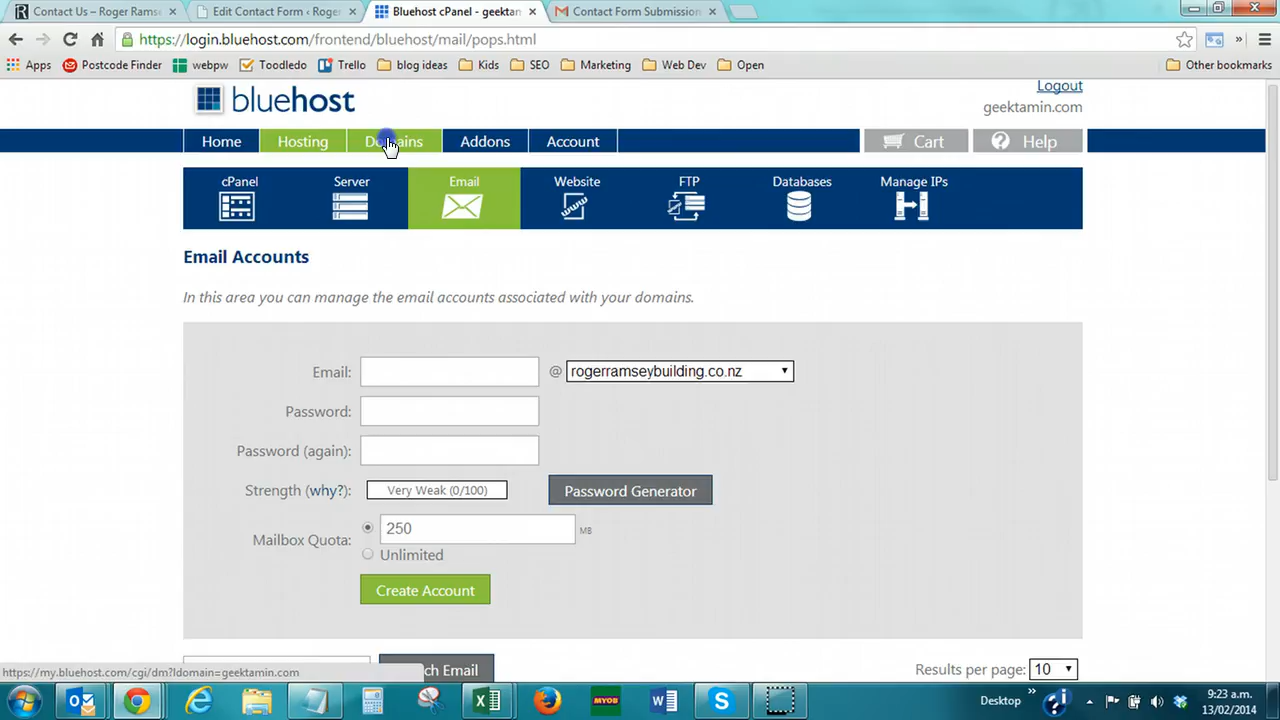 Contact Us – Roger Ramse
Edit Contact Form ‹ Roger
Bluehost cPanel - geektan
Contact Form Submission
https://login.bluehost.com/frontend/bluehost/mail/pops.html
Apps
Postcode Finder
webpw
Toodledo
Trello
blog ideas
Kids
SEO
Marketing
Web Dev
Open
Other bookmarks
bluehost
Logout
geektamin.com
Home
Hosting
Domains
Addons
Account
Cart
Help
cPanel
Server
Email
Website
FTP
Databases
Manage IPs
Email Accounts
In this area you can manage the email accounts associated with your domains.
Email:
@
rogerramseybuilding.co.nz
Password:
Password (again):
Strength (why?):
Very Weak (0/100)
Password Generator
Mailbox Quota:
250
MB
Unlimited
Create Account
ch Email
Results per page:
10
https://my.bluehost.com/cgi/dm?ldomain=geektamin.com
MYOB
Desktop
9:23 a.m.
13/02/2014